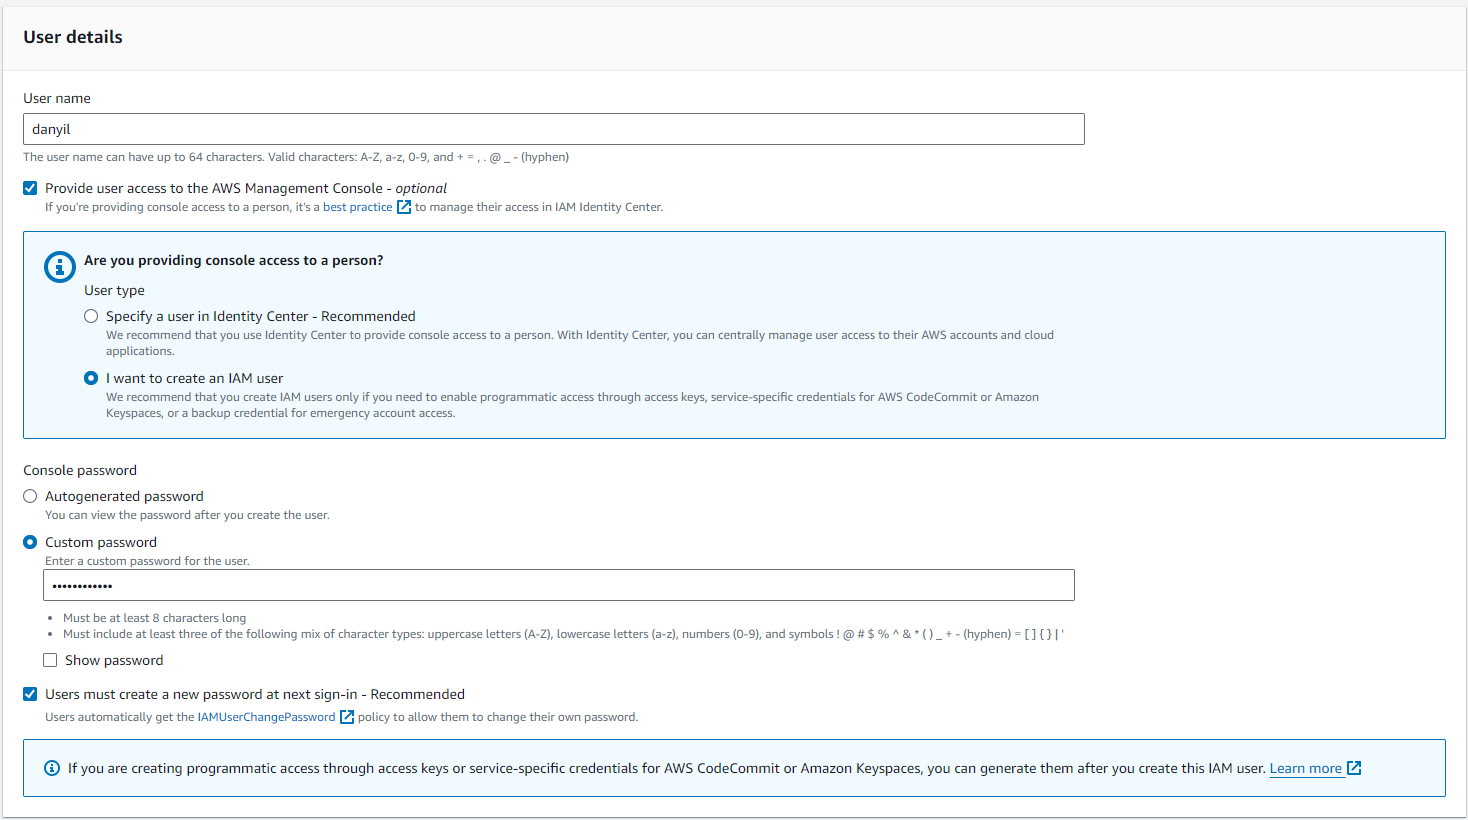 User details
User name
danyil
The user name can have up to 64 characters. Valid characters: A-Z, a-z, 0-9, and + = , . @ _ - (hyphen)
Provide user access to the AWS Management Console - optional
If you're providing console access to a person, it's a best practice to manage their access in IAM Identity Center.
Are you providing console access to a person?
User type
Specify a user in Identity Center - Recommended
We recommend that you use Identity Center to provide console access to a person. With Identity Center, you can centrally manage user access to their AWS accounts and cloud
applications.
I want to create an IAM user
We recommend that you create IAM users only if you need to enable programmatic access through access keys, service-specific credentials for AWS CodeCommit or Amazon
Keyspaces, or a backup credential for emergency account access.
Console password
Autogenerated password
You can view the password after you create the user.
Custom password
Enter a custom password for the user.
••••••••••••
• Must be at least 8 characters long
• Must include at least three of the following mix of character types: uppercase letters (A-Z), lowercase letters (a-z), numbers (0-9), and symbols ! @ # $ % ^ & * ( ) _ + - (hyphen) = [ ] { } | '
Show password
Users must create a new password at next sign-in - Recommended
Users automatically get the IAMUserChangePassword policy to allow them to change their own password.
If you are creating programmatic access through access keys or service-specific credentials for AWS CodeCommit or Amazon Keyspaces, you can generate them after you create this IAM user. Learn more